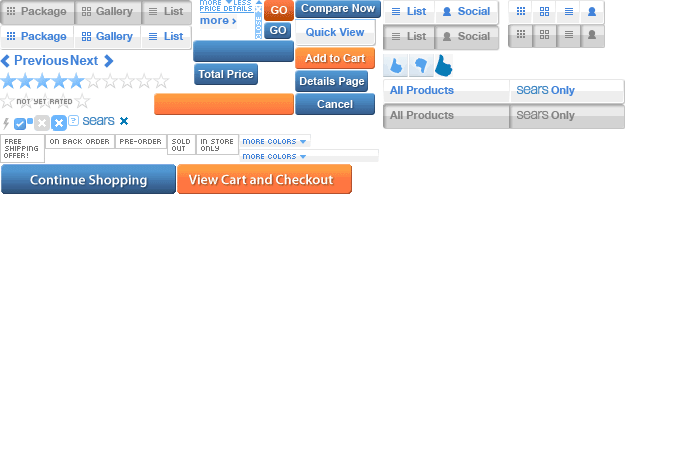 Package Gallery List
MORE LESS
PRICE DETAILS
more ›
GO
Compare Now
List Social
Package Gallery List
GO
Quick View
List Social
Previous Next
Add to Cart
Total Price
Details Page
All Products sears Only
NOT YET RATED
Cancel
All Products sears Only
sears
FREE
SHIPPING
OFFER!
ON BACK ORDER
PRE-ORDER
SOLD
OUT
IN STORE
ONLY
MORE COLORS
MORE COLORS
Continue Shopping
View Cart and Checkout